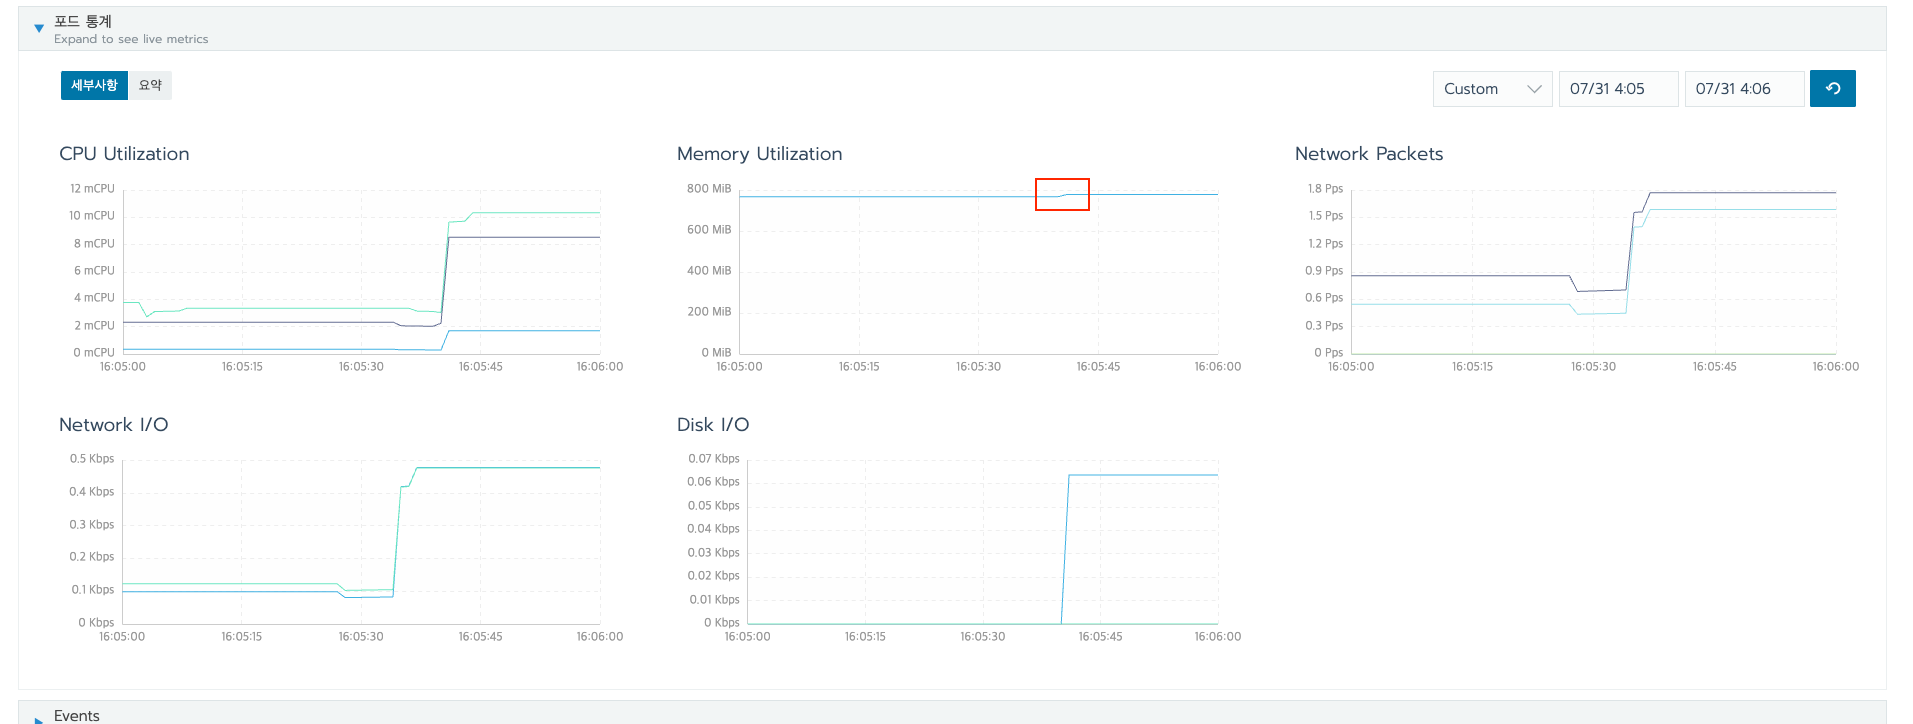 포드 통계
Expand to see live metrics
세부사항 요약
Custom 07/31 4:05 07/31 4:06
CPU Utilization
12 mCPU
10 mCPU
8 mCPU
6 mCPU
4 mCPU
2 mCPU
0 mCPU
16:05:00 16:05:15 16:05:30 16:05:45 16:06:00
Memory Utilization
800 MiB
600 MiB
400 MiB
200 MiB
0 MiB
16:05:00 16:05:15 16:05:30 16:05:45 16:06:00
Network Packets
1.8 Pps
1.5 Pps
1.2 Pps
0.9 Pps
0.6 Pps
0.3 Pps
0 Pps
16:05:00 16:05:15 16:05:30 16:05:45 16:06:00
Network I/O
0.5 Kbps
0.4 Kbps
0.3 Kbps
0.2 Kbps
0.1 Kbps
0 Kbps
16:05:00 16:05:15 16:05:30 16:05:45 16:06:00
Disk I/O
0.07 Kbps
0.06 Kbps
0.05 Kbps
0.04 Kbps
0.03 Kbps
0.02 Kbps
0.01 Kbps
0 Kbps
16:05:00 16:05:15 16:05:30 16:05:45 16:06:00
Events